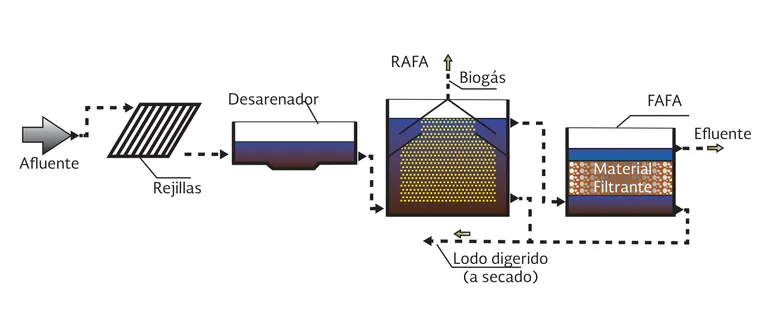 RAFA
Biogás
Desarenador
FAFA
Efluente
Afluente
Rejillas
Material
Filtrante
Lodo digerido
(a secado)